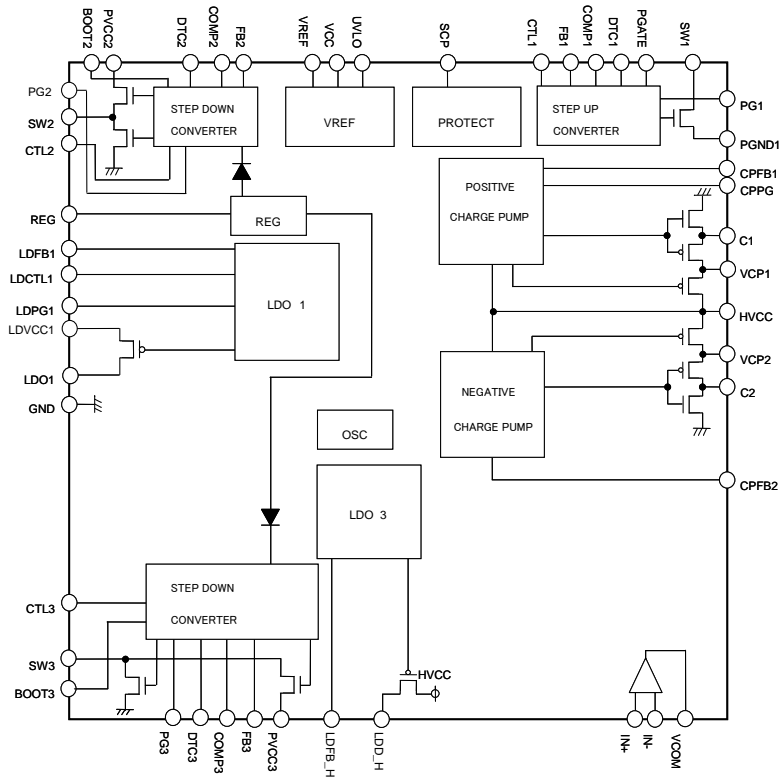 BOOT2
PVCC2
DTC2
COMP2
FB2
VREF
VCC
UVLO
SCP
CTL1
FB1
COMP1
DTC1
PGATE
SW1
PG2
SW2
CTL2
STEP DOWN
CONVERTER
VREF
PROTECT
STEP UP
CONVERTER
PG1
PGND1
CPFB1
CPPG
POSITIVE
CHARGE PUMP
REG
REG
C1
LDFB1
LDCTL1
VCP1
LDPG1
LDO 1
HVCC
LDVCC1
VCP2
LDO1
C2
NEGATIVE
CHARGE PUMP
GND
OSC
CPFB2
LDO 3
STEP DOWN
CONVERTER
CTL3
SW3
BOOT3
HVCC
PG3
DTC3
COMP3
FB3
PVCC3
LDFB_H
LDD_H
IN+
IN-
VCOM